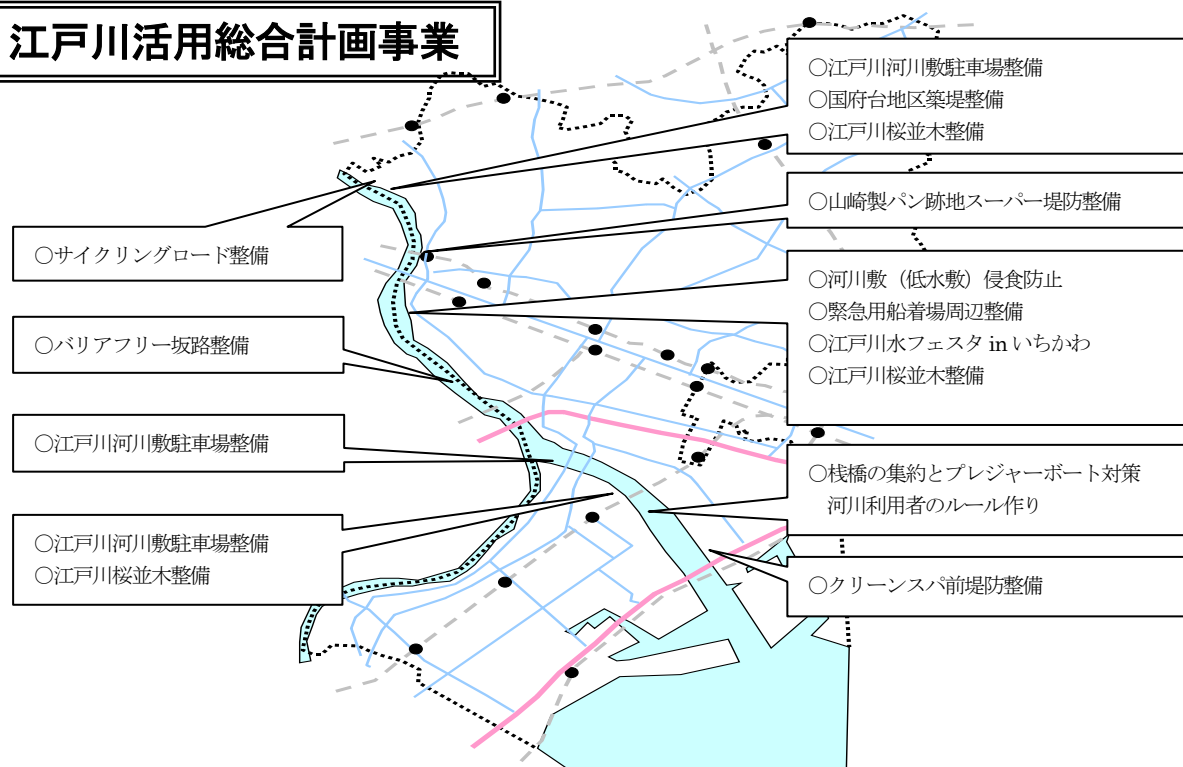 江戸川活用総合計画事業
○江戸川河川敷駐車場整備
○国府台地区築堤整備
○江戸川桜並木整備
○山崎製パン跡地スーパー堤防整備
○サイクリングロード整備
○河川敷（低水敷）侵食防止
○緊急用船着場周辺整備
○江戸川水フェスタ in いちかわ
○江戸川桜並木整備
○バリアフリー坂路整備
○江戸川河川敷駐車場整備
○桟橋の集約とプレジャーボート対策
河川利用者のルール作り
○江戸川河川敷駐車場整備
○江戸川桜並木整備
○クリーンスパ前堤防整備